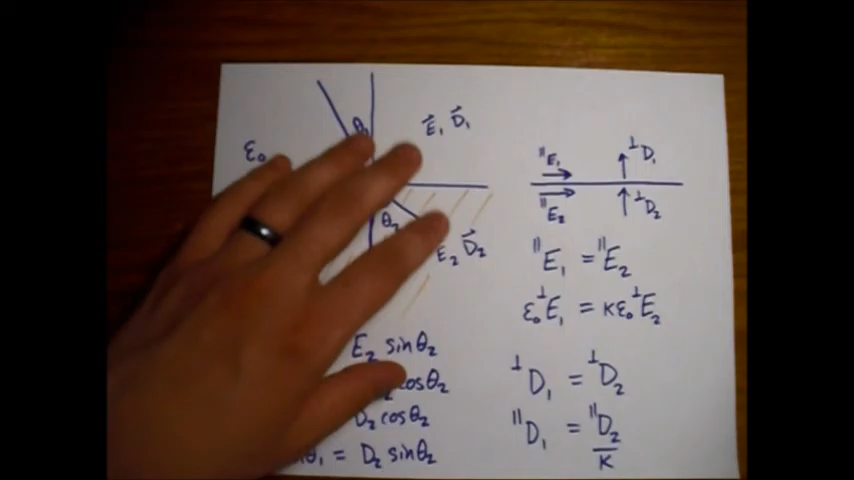 θ₁
E⃗₁ D⃗₁
ε₀
θ₂
E₂ D⃗₂
E₂ sinθ₂
cosθ₂
D₂ cosθ₂
θ₁ = D₂ sinθ₂
∥E₁ ⊥D₁
∥E₂ ⊥D₂
∥E₁ = ∥E₂
ε₀⊥E₁ = κε₀⊥E₂
⊥D₁ = ⊥D₂
∥D₁ = ∥D₂/κ